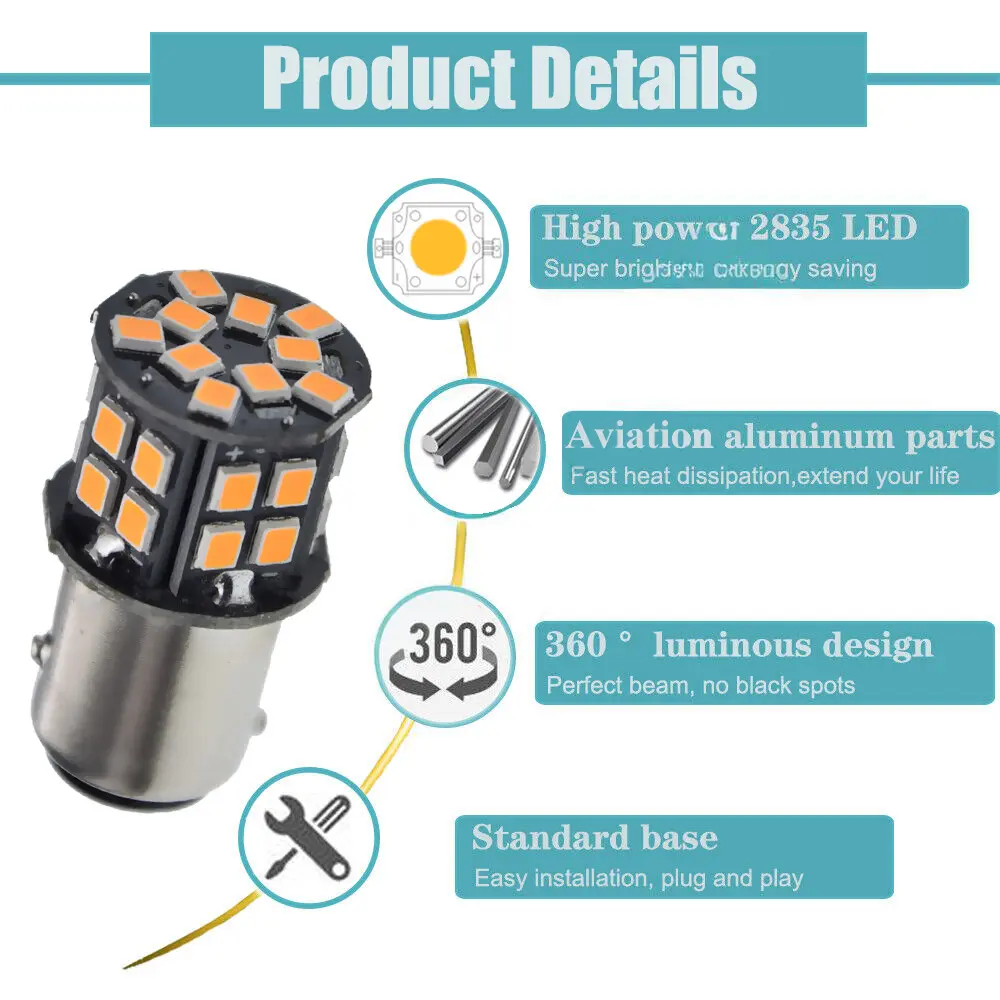 Product Details
High power 2835 LED
Super bright saving
Aviation aluminum parts
Fast heat dissipation,extend your life
360°
360 ° luminous design
Perfect beam, no black spots
Standard base
Easy installation, plug and play